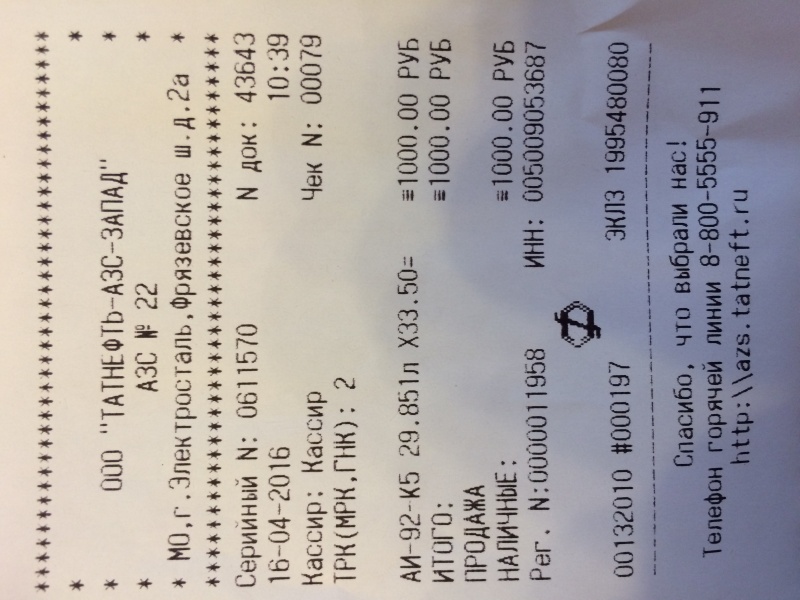 ****************************************
* *
* ООО "ТАТНЕФТЬ-АЗС-ЗАПАД" *
* АЗС № 22 *
* МО,г.Электросталь,Фрязевское ш.д.2а *
****************************************
Серийный N: 0611570 N док: 43643
16-04-2016 10:39
Кассир: Кассир Чек N: 00079
ТРК(МРК,ГНК): 2
АИ-92-К5 29.851л X33.50= ≡1000.00 РУБ
ИТОГО: ≡1000.00 РУБ
ПРОДАЖА
НАЛИЧНЫЕ: ≡1000.00 РУБ
Рег. N:0000011958 ИНН: 005009053687
00132010 #000197 ЭКЛЗ 1995480080
----------------------------------------
Спасибо, что выбрали нас!
Телефон горячей линии 8-800-5555-911
http:\\azs.tatneft.ru